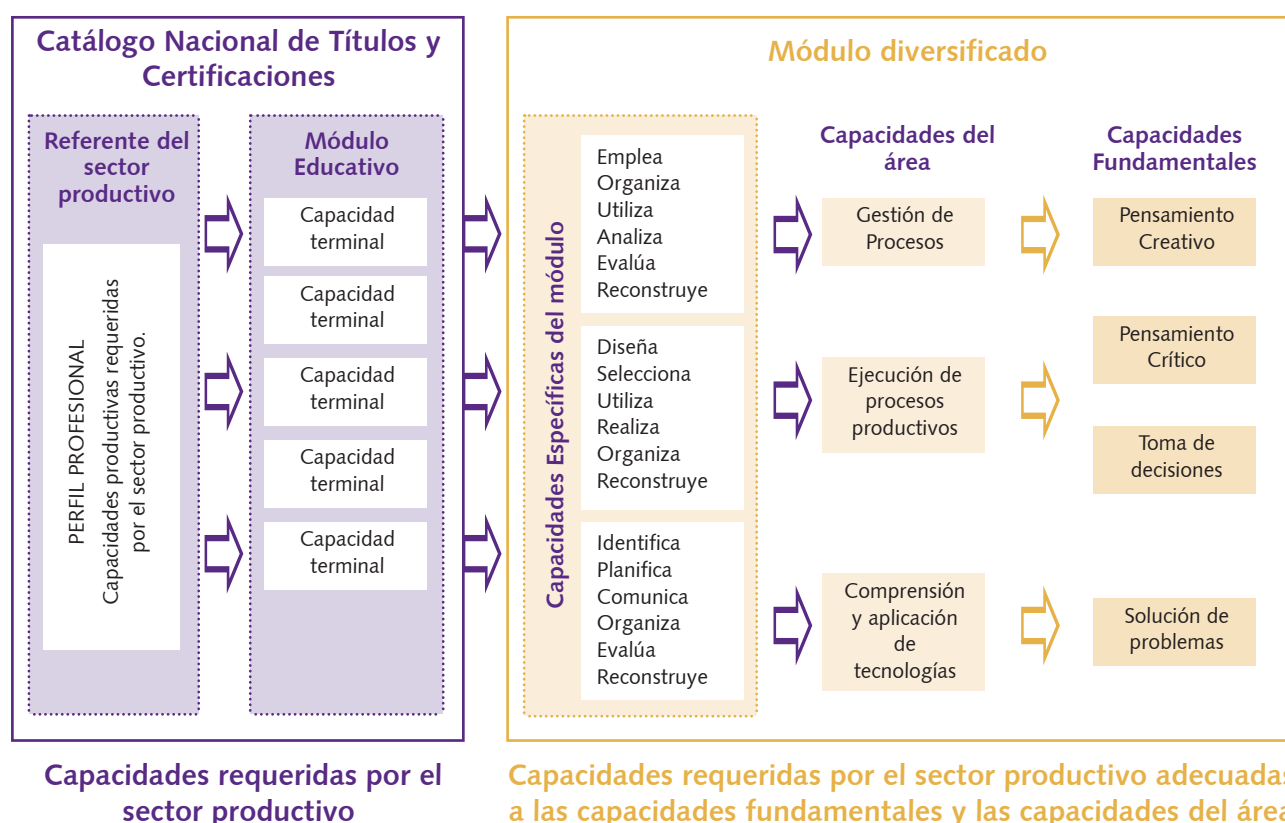 Catálogo Nacional de Títulos y
Certificaciones
Referente del
sector
productivo
PERFIL PROFESIONAL
Capacidades productivas requeridas
por el sector productivo.
Módulo
Educativo
Capacidad
terminal
Capacidad
terminal
Capacidad
terminal
Capacidad
terminal
Capacidad
terminal
Capacidades requeridas por el
sector productivo
Módulo diversificado
Capacidades Específicas del módulo
Emplea
Organiza
Utiliza
Analiza
Evalúa
Reconstruye
Diseña
Selecciona
Utiliza
Realiza
Organiza
Reconstruye
Identifica
Planifica
Comunica
Organiza
Evalúa
Reconstruye
Capacidades del
área
Gestión de
Procesos
Ejecución de
procesos
productivos
Comprensión
y aplicación
de
tecnologías
Capacidades
Fundamentales
Pensamiento
Creativo
Pensamiento
Crítico
Toma de
decisiones
Solución de
problemas
Capacidades requeridas por el sector productivo adecuadas
a las capacidades fundamentales y las capacidades del área